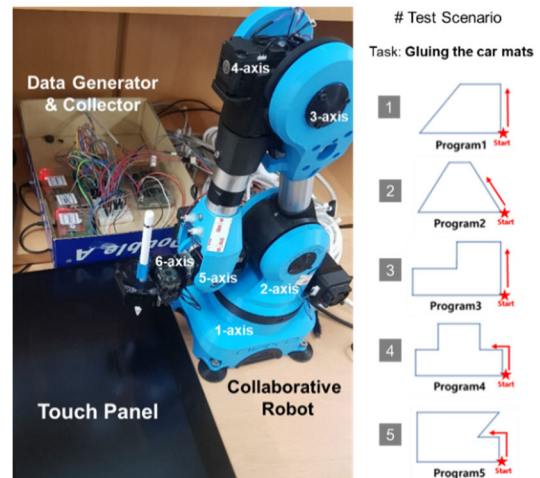 # Test Scenario
Task: Gluing the car mats
Data Generator
& Collector
4-axis
3-axis
6-axis
5-axis
2-axis
1-axis
Double A
Touch Panel
Collaborative
Robot
1
Start
Program1
2
Start
Program2
3
Start
Program3
4
Start
Program4
5
Start
Program5